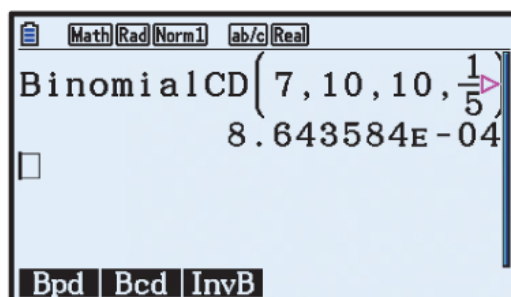 Math Rad Norm1 ab/c Real
BinomialCD(7,10,10,1/5)
8.643584E-04
Bpd Bcd InvB